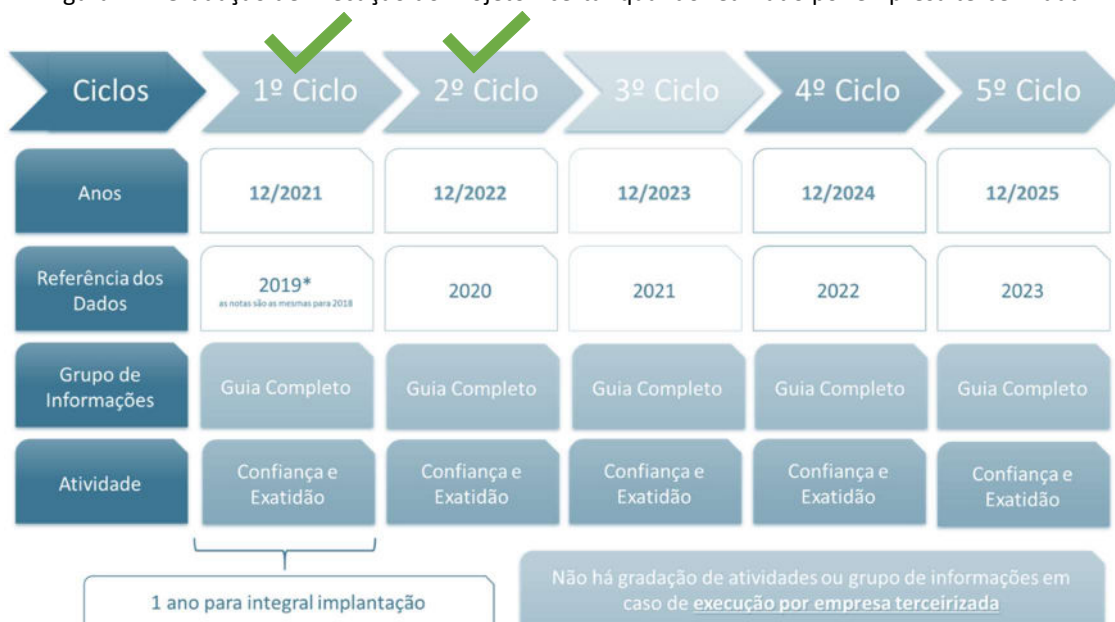 Ciclos
1º Ciclo
2º Ciclo
3º Ciclo
4º Ciclo
5º Ciclo
Anos
12/2021
12/2022
12/2023
12/2024
12/2025
Referência dos
Dados
2019*
as notas são as mesmas para 2018
2020
2021
2022
2023
Grupo de
Informações
Guia Completo
Guia Completo
Guia Completo
Guia Completo
Guia Completo
Atividade
Confiança e
Exatidão
Confiança e
Exatidão
Confiança e
Exatidão
Confiança e
Exatidão
Confiança e
Exatidão
1 ano para integral implantação
Não há gradação de atividades ou grupo de informações em
caso de execução por empresa terceirizada